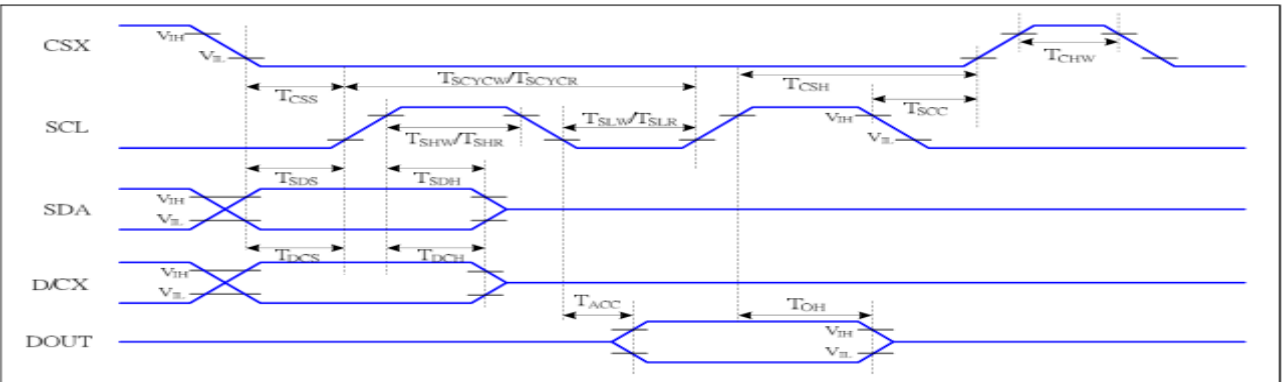 CSX
VIH
VIL
TCSS
TSCYCW/TSCYCR
TCSH
TCHW
SCL
TSHW/TSHR
TSLW/TSLR
VIH
VIL
TSCC
SDA
VIH
VIL
TSDS
TSDH
D/CX
VIH
VIL
TDCS
TDCH
DOUT
TACC
TOH
VIH
VIL